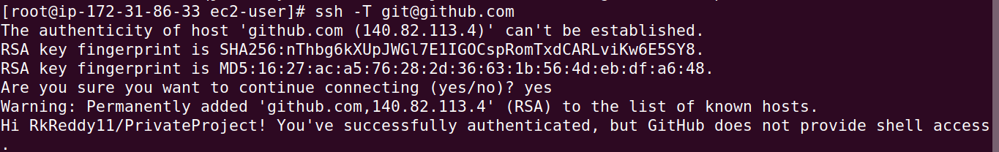 [root@ip-172-31-86-33 ec2-user]# ssh -T git@github.com
The authenticity of host 'github.com (140.82.113.4)' can't be established.
RSA key fingerprint is SHA256:nThbg6kXUpJWGl7E1IGOCspRomTxdCARLviKw6E5SY8.
RSA key fingerprint is MD5:16:27:ac:a5:76:28:2d:36:63:1b:56:4d:eb:df:a6:48.
Are you sure you want to continue connecting (yes/no)? yes
Warning: Permanently added 'github.com,140.82.113.4' (RSA) to the list of known hosts.
Hi RkReddy11/PrivateProject! You've successfully authenticated, but GitHub does not provide shell access
.